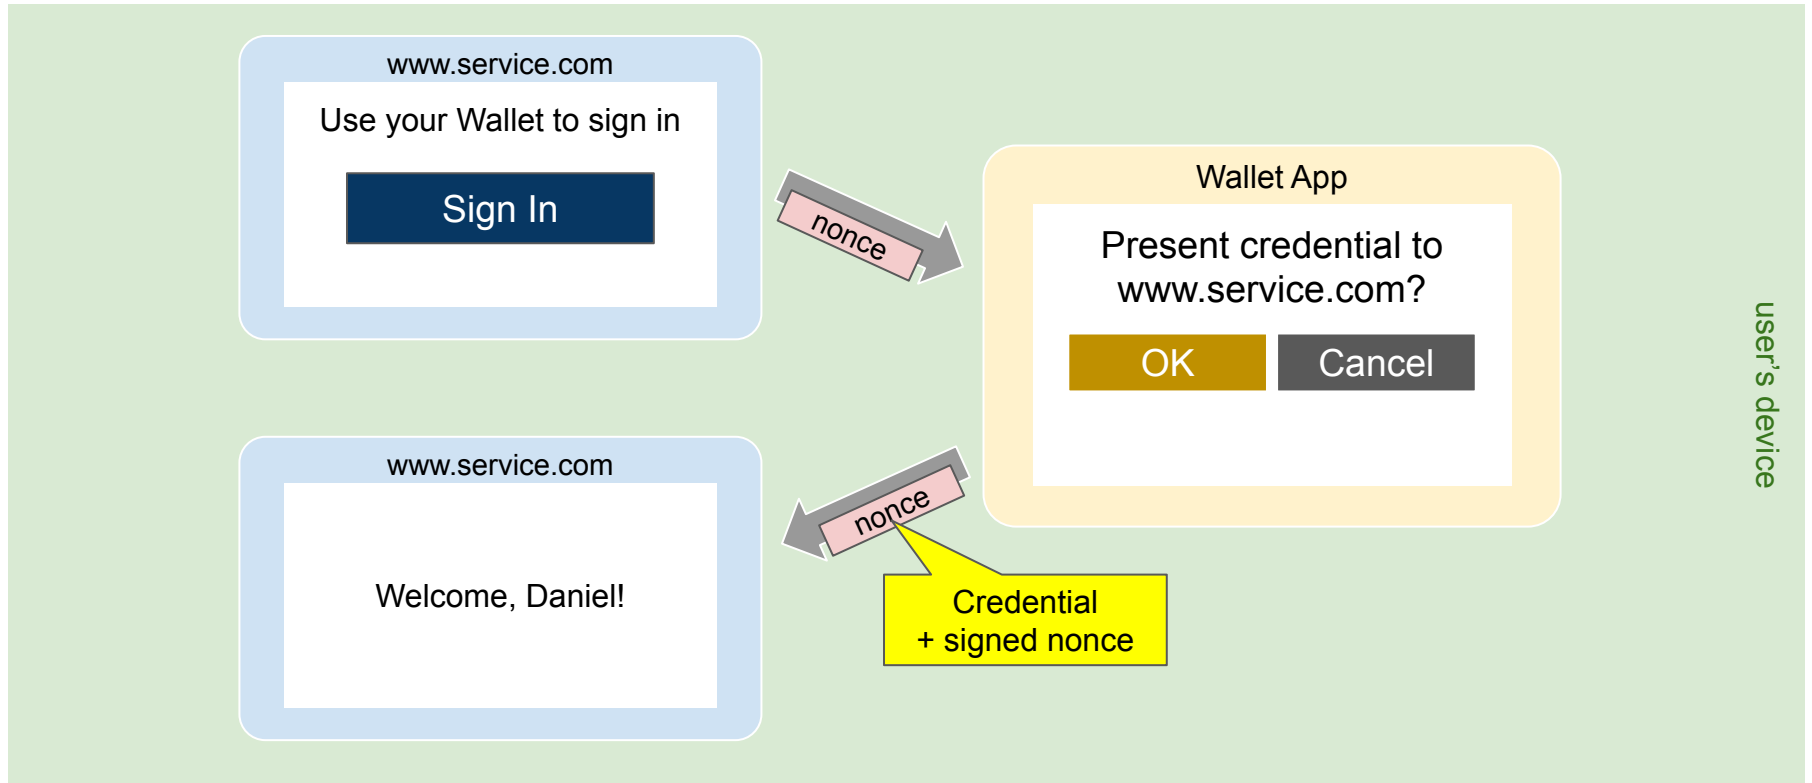 www.service.com
Use your Wallet to sign in
Sign In
nonce
Wallet App
Present credential to
www.service.com?
OK
Cancel
user's device
www.service.com
Welcome, Daniel!
nonce
Credential
+ signed nonce